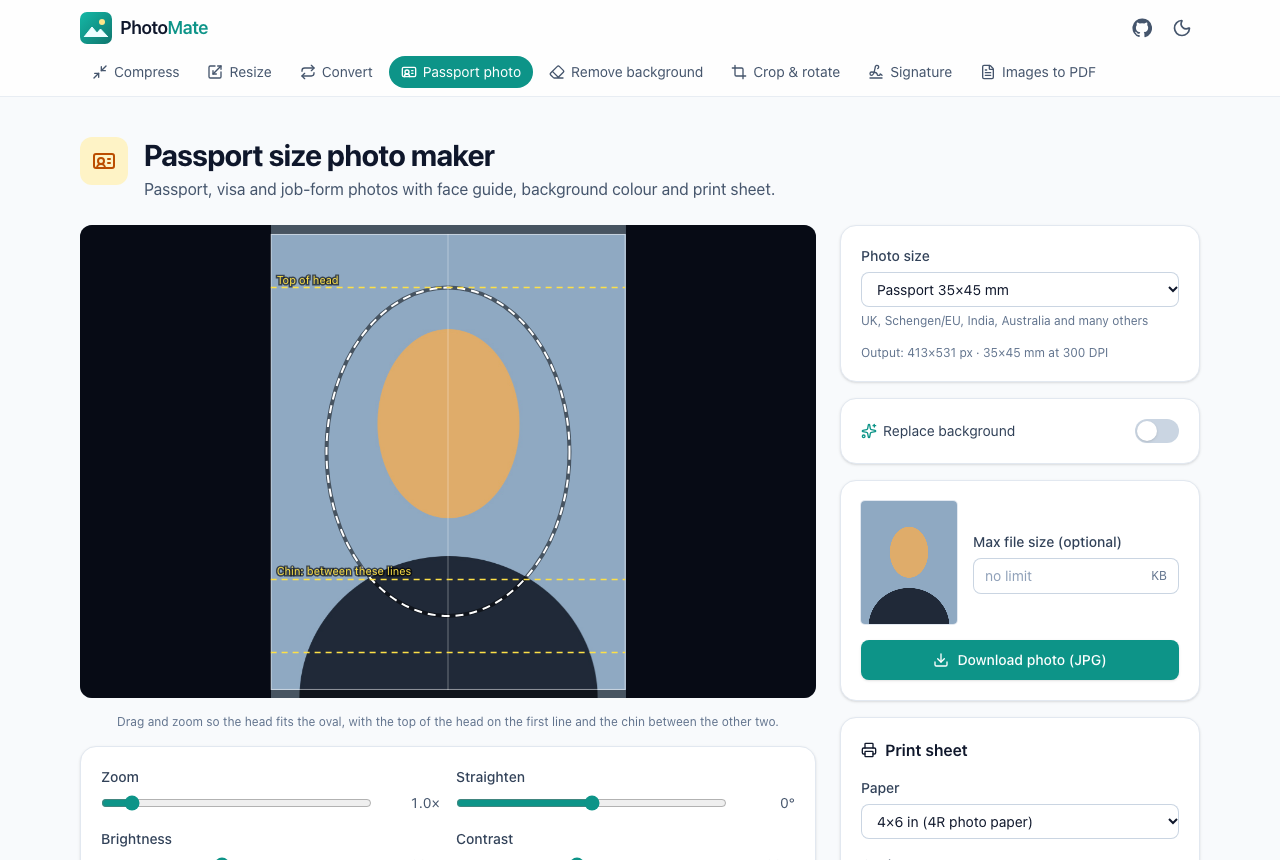 PhotoMate
Compress
Resize
Convert
Passport photo
Remove background
Crop & rotate
Signature
Images to PDF
Passport size photo maker
Passport, visa and job-form photos with face guide, background colour and print sheet.
Top of head
Chin: between these lines
Drag and zoom so the head fits the oval, with the top of the head on the first line and the chin between the other two.
Zoom
1.0×
Straighten
0°
Brightness
Contrast
Photo size
Passport 35×45 mm
UK, Schengen/EU, India, Australia and many others
Output: 413×531 px · 35×45 mm at 300 DPI
Replace background
Max file size (optional)
no limit
KB
Download photo (JPG)
Print sheet
Paper
4×6 in (4R photo paper)